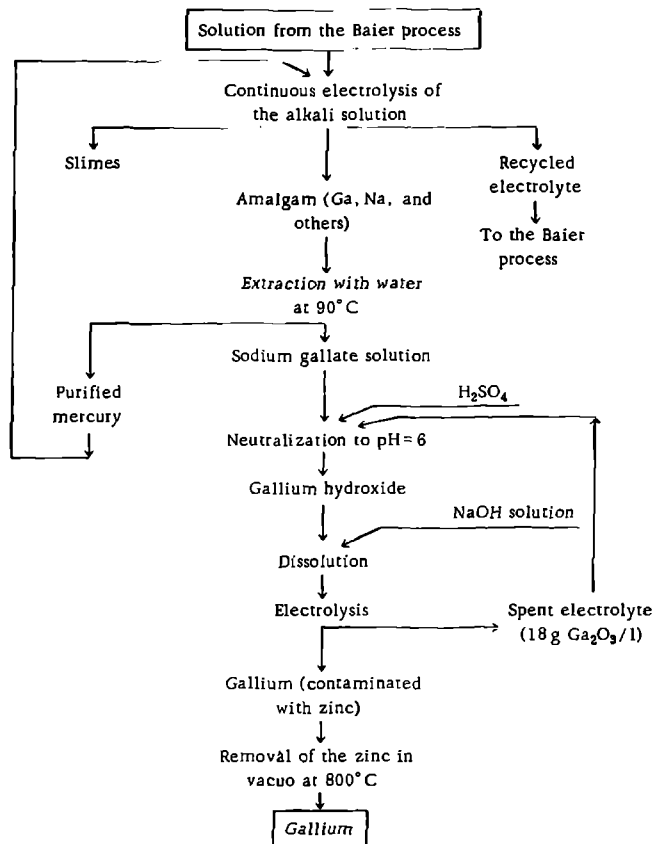 Solution from the Baier process
Continuous electrolysis of
the alkali solution
Slimes
Recycled
electrolyte
Amalgam (Ga, Na, and
others)
To the Baier
process
Extraction with water
at 90°C
Sodium gallate solution
Purified
mercury
H₂SO₄
Neutralization to pH=6
Gallium hydroxide
NaOH solution
Dissolution
Electrolysis
Spent electrolyte
(18 g Ga₂O₃/l)
Gallium (contaminated
with zinc)
Removal of the zinc in
vacuo at 800°C
Gallium